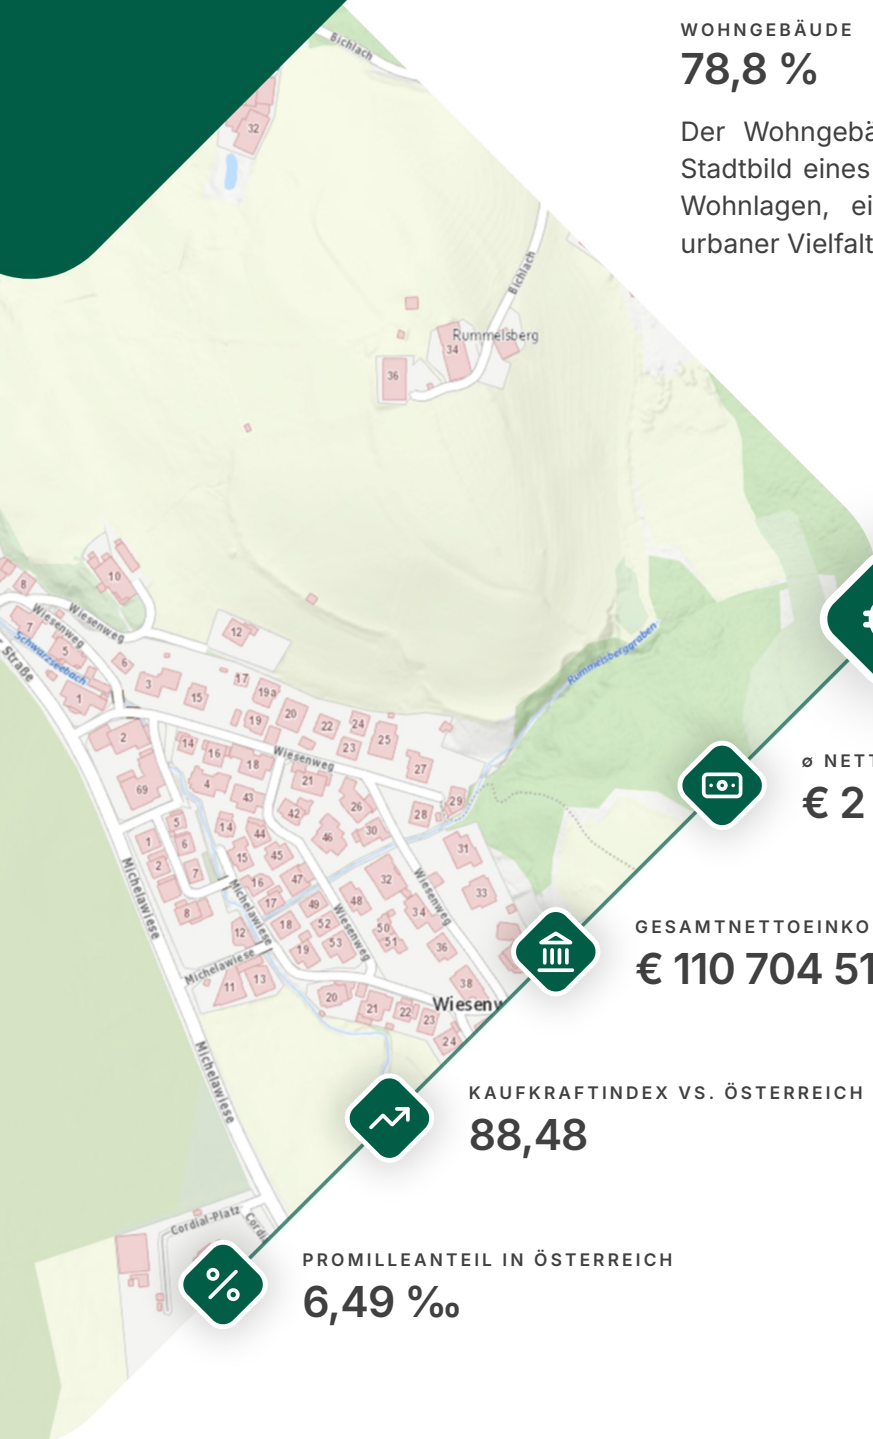 WOHNGEBÄUDE
78,8 %
Der Wohngebä
Stadtbild eines
Wohnlagen, ei
urbaner Vielfalt
Bichlach
32
Bichlach
Rummelsberg
34
36
10
8
Wiesenweg
Wiesenweg
7
5
Schwarzseebach
r Straße
1
6
12
3
15
17
19a
19
20
22
24
23
25
27
2
14
16
18
Wiesenweg
21
69
4
43
42
26
28
29
5
14
44
46
30
1
6
15
45
31
2
7
16
47
32
Wiesenweg
33
8
Michelawiese
Michelawiese
17
49
48
34
12
18
52
Wiesenweg
50
51
36
19
53
Michelawiese
11
13
20
38
21
22
23
Wiesenw
24
Rummelsberggraben
Michelawiese
Cordial-Platz
Cordia
ø NETT
€ 2
GESAMTNETTOEINKO
€ 110 704 51
KAUFKRAFTINDEX VS. ÖSTERREICH
88,48
PROMILLEANTEIL IN ÖSTERREICH
6,49 ‰